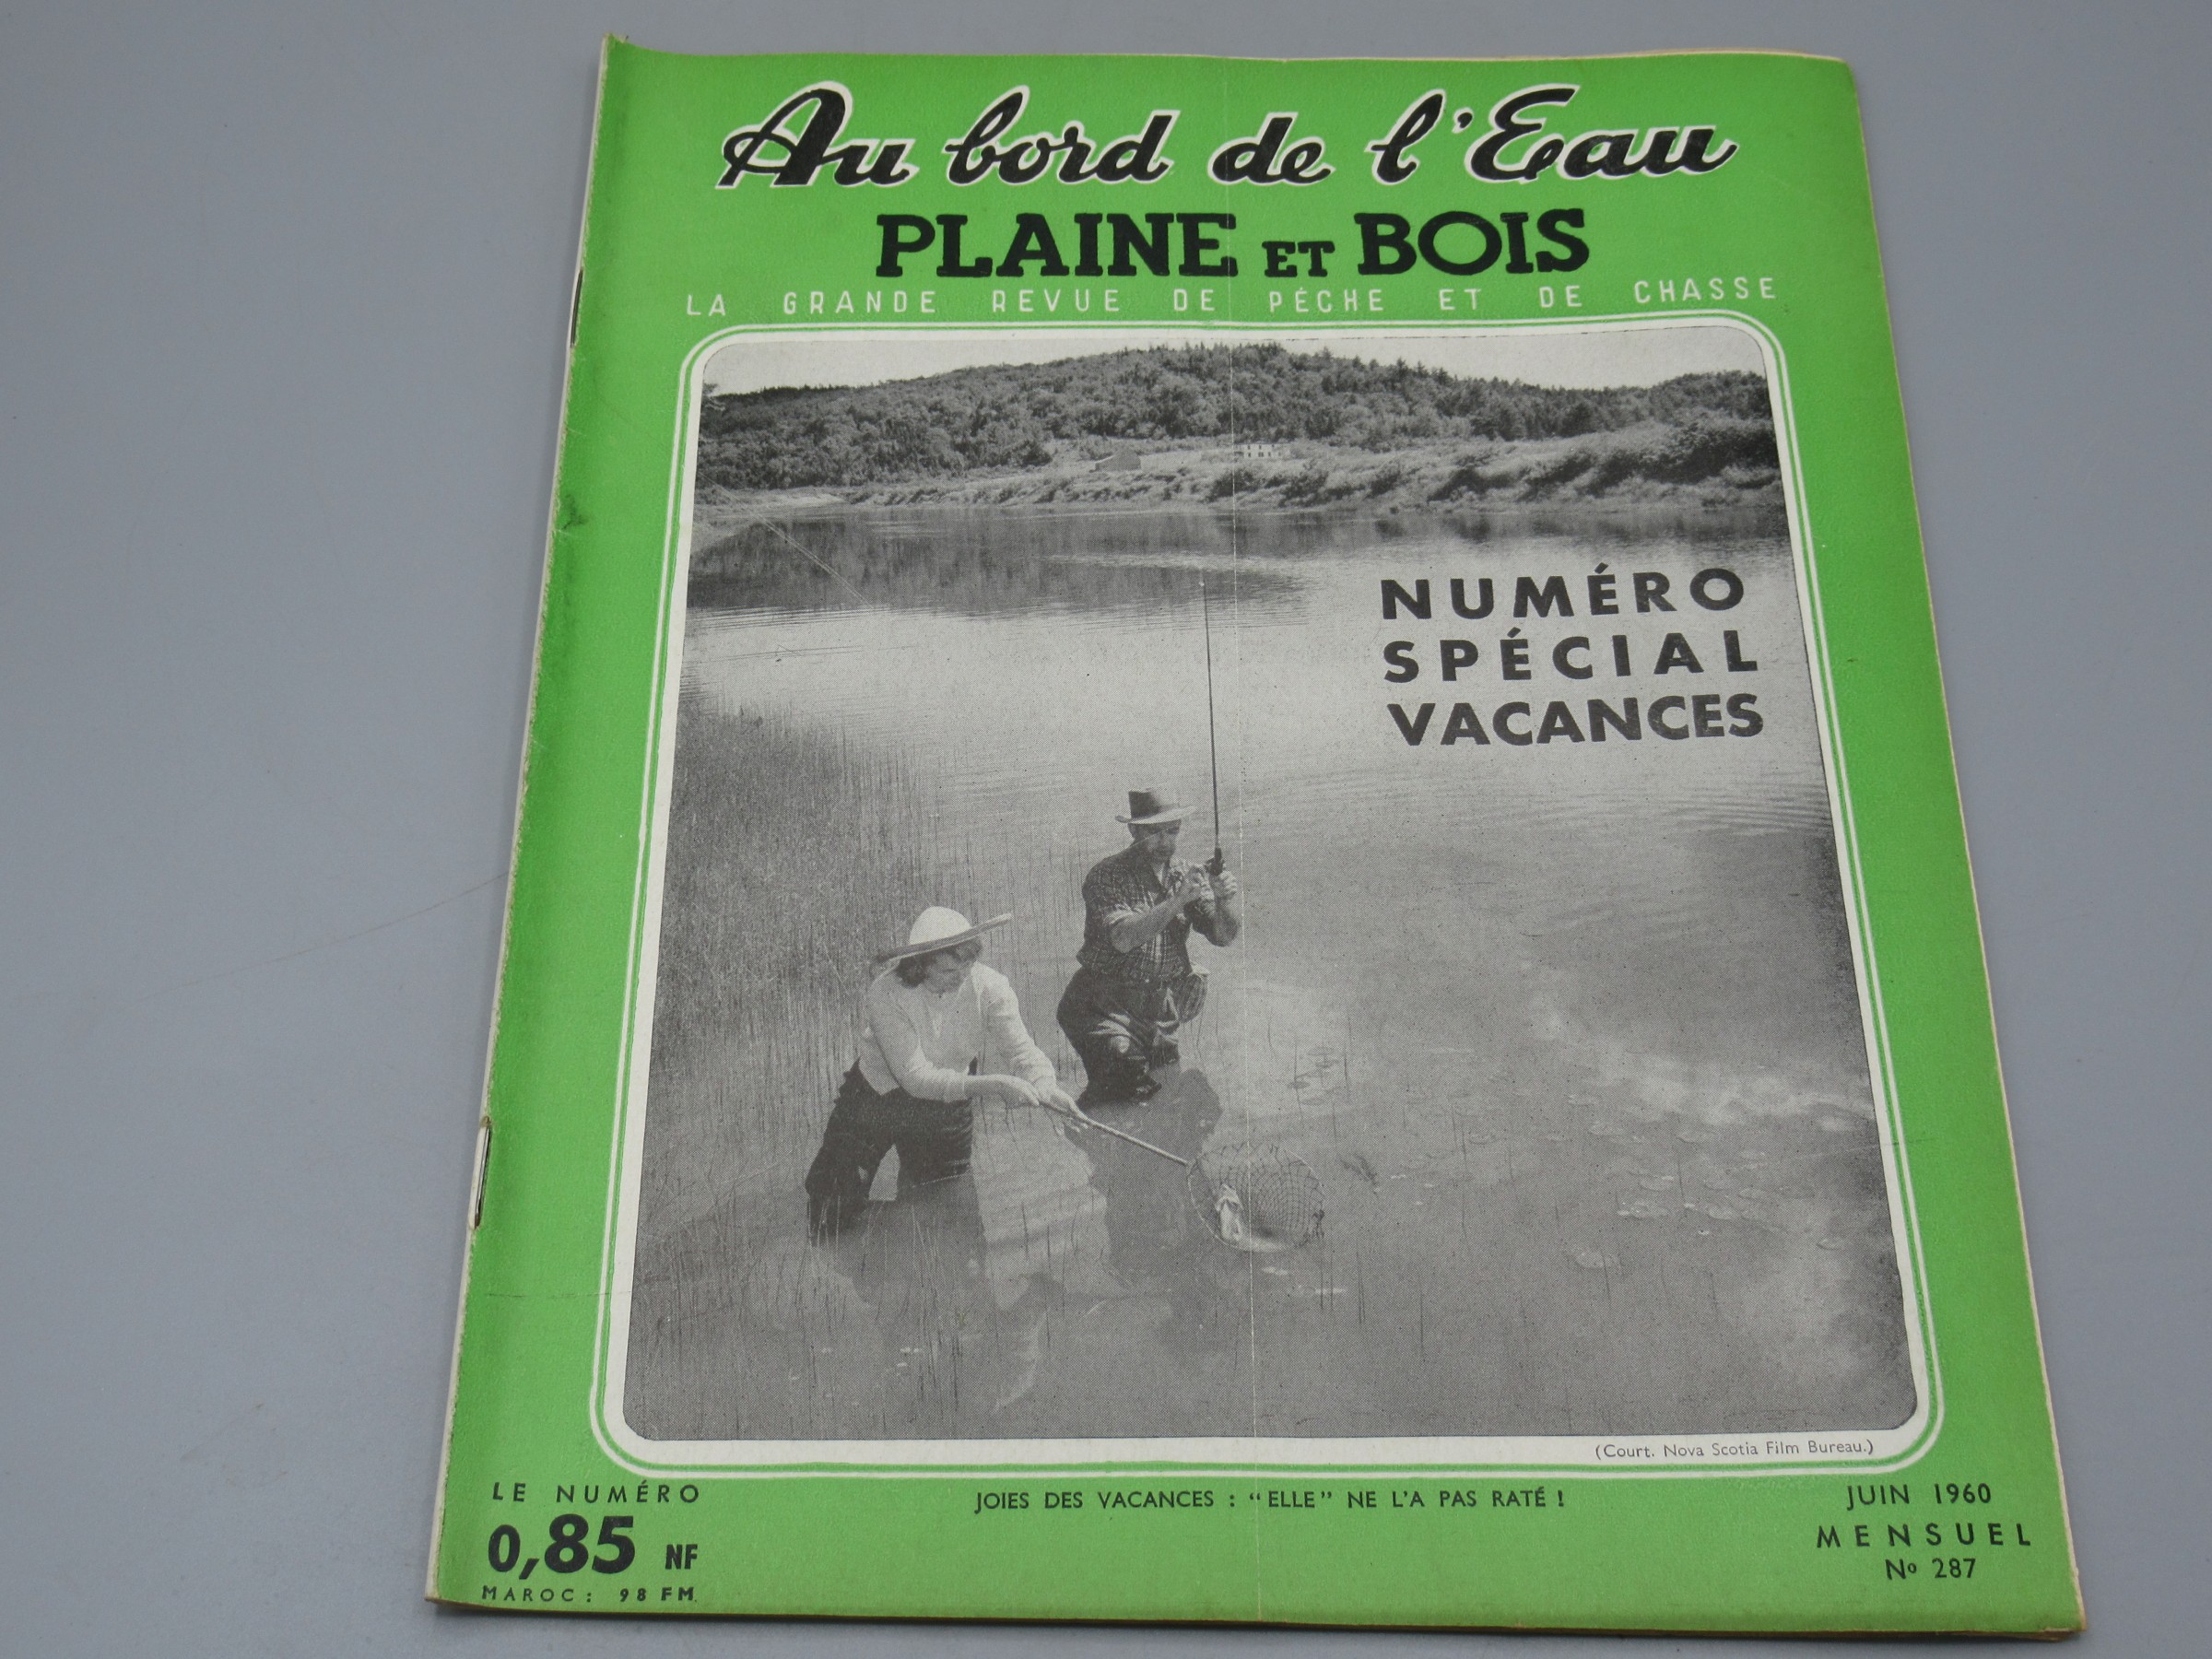 Au bord de l'Eau
PLAINE ET BOIS
LA GRANDE REVUE DE PÊCHE ET DE CHASSE
NUMÉRO
SPÉCIAL
VACANCES
(Court. Nova Scotia Film Bureau.)
LE NUMÉRO
0,85 NF
MAROC : 98 FM.
JOIES DES VACANCES : “ELLE” NE L'A PAS RATÉ !
JUIN 1960
MENSUEL
No 287